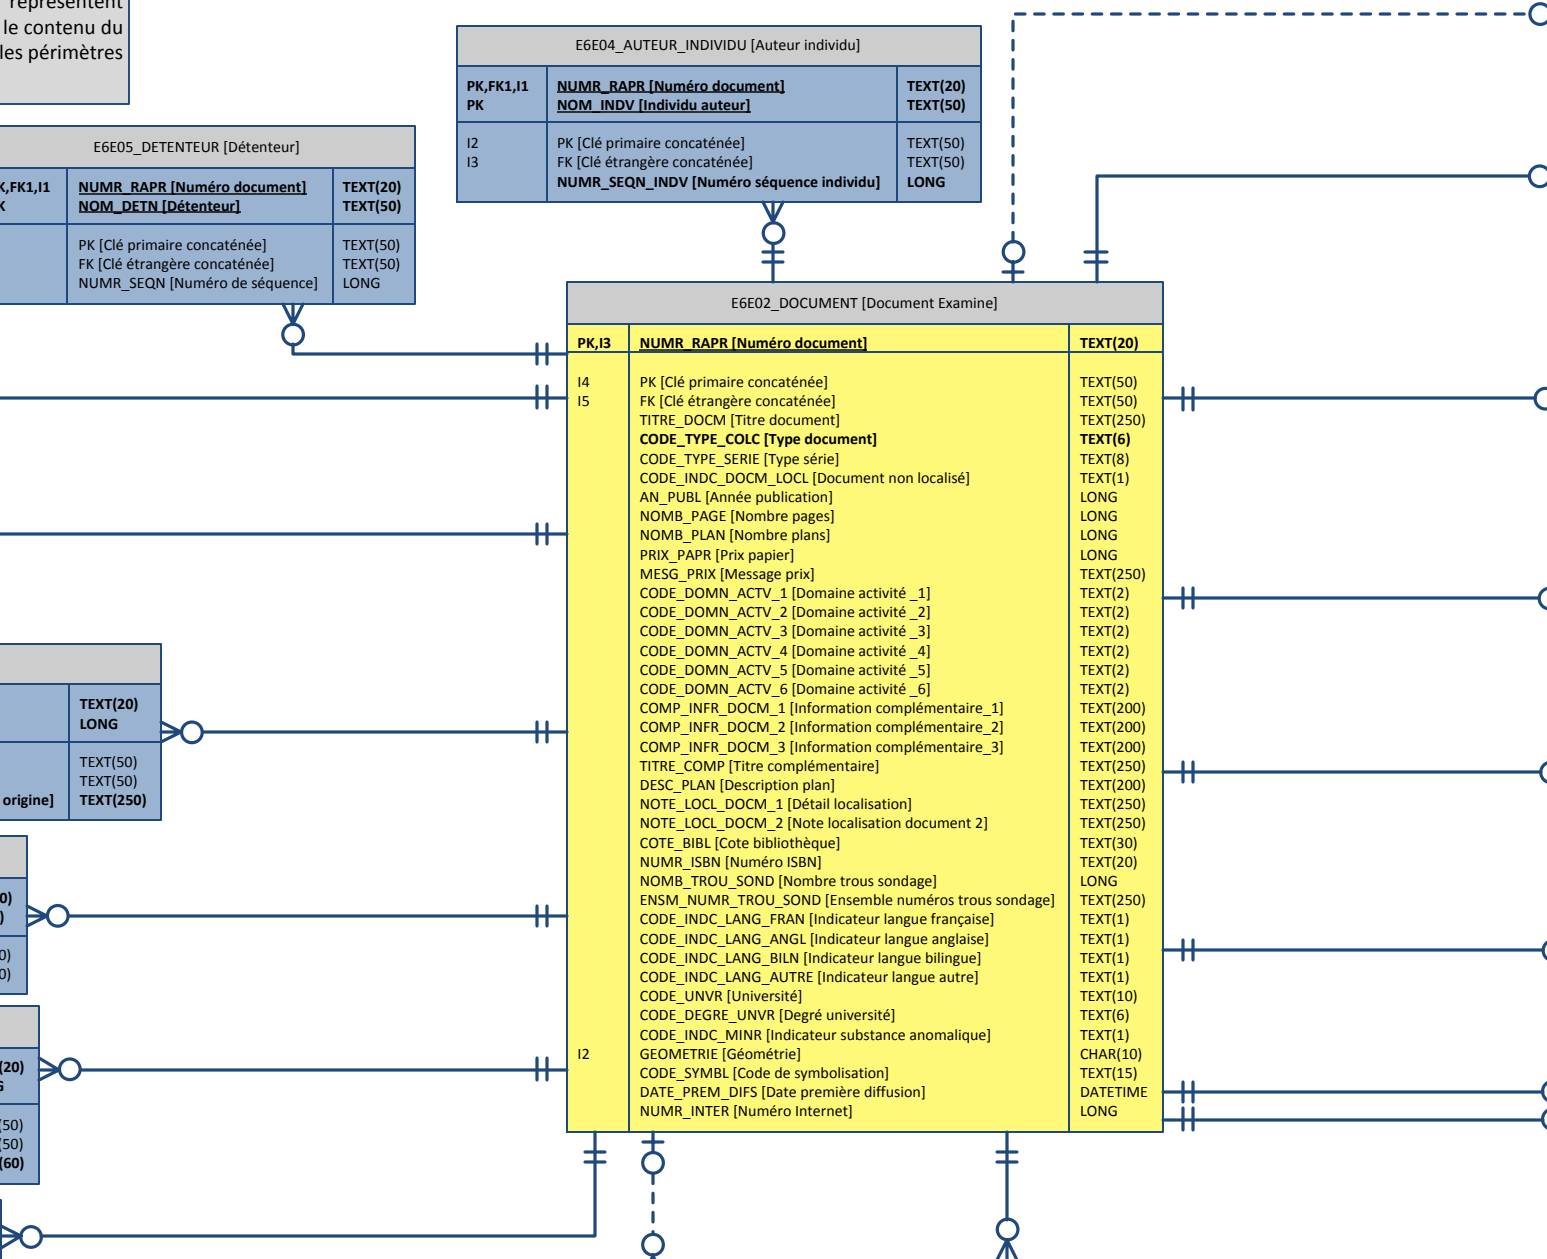 représentent
le contenu du
les périmètres
E6E04_AUTEUR_INDIVIDU [Auteur individu]
PK,FK1,I1 NUMR_RAPR [Numéro document] TEXT(20)
PK NOM_INDV [Individu auteur] TEXT(50)
I2 PK [Clé primaire concaténée] TEXT(50)
I3 FK [Clé étrangère concaténée] TEXT(50)
NUMR_SEQN_INDV [Numéro séquence individu] LONG
E6E05_DETENTEUR [Détenteur]
K,FK1,I1 NUMR_RAPR [Numéro document] TEXT(20)
K NOM_DETN [Détenteur] TEXT(50)
PK [Clé primaire concaténée] TEXT(50)
FK [Clé étrangère concaténée] TEXT(50)
NUMR_SEQN [Numéro de séquence] LONG
E6E02_DOCUMENT [Document Examine]
PK,I3 NUMR_RAPR [Numéro document] TEXT(20)
I4 PK [Clé primaire concaténée] TEXT(50)
I5 FK [Clé étrangère concaténée] TEXT(50)
TITRE_DOCM [Titre document] TEXT(250)
CODE_TYPE_COLC [Type document] TEXT(6)
CODE_TYPE_SERIE [Type série] TEXT(8)
CODE_INDC_DOCM_LOCL [Document non localisé] TEXT(1)
AN_PUBL [Année publication] LONG
NOMB_PAGE [Nombre pages] LONG
NOMB_PLAN [Nombre plans] LONG
PRIX_PAPR [Prix papier] LONG
MESG_PRIX [Message prix] TEXT(250)
CODE_DOMN_ACTV_1 [Domaine activité _1] TEXT(2)
CODE_DOMN_ACTV_2 [Domaine activité _2] TEXT(2)
CODE_DOMN_ACTV_3 [Domaine activité _3] TEXT(2)
CODE_DOMN_ACTV_4 [Domaine activité _4] TEXT(2)
CODE_DOMN_ACTV_5 [Domaine activité _5] TEXT(2)
CODE_DOMN_ACTV_6 [Domaine activité _6] TEXT(2)
COMP_INFR_DOCM_1 [Information complémentaire_1] TEXT(200)
COMP_INFR_DOCM_2 [Information complémentaire_2] TEXT(200)
COMP_INFR_DOCM_3 [Information complémentaire_3] TEXT(200)
TITRE_COMP [Titre complémentaire] TEXT(250)
DESC_PLAN [Description plan] TEXT(200)
NOTE_LOCL_DOCM_1 [Détail localisation] TEXT(250)
NOTE_LOCL_DOCM_2 [Note localisation document 2] TEXT(250)
COTE_BIBL [Cote bibliothèque] TEXT(30)
NUMR_ISBN [Numéro ISBN] TEXT(20)
NOMB_TROU_SOND [Nombre trous sondage] LONG
ENSM_NUMR_TROU_SOND [Ensemble numéros trous sondage] TEXT(250)
CODE_INDC_LANG_FRAN [Indicateur langue française] TEXT(1)
CODE_INDC_LANG_ANGL [Indicateur langue anglaise] TEXT(1)
CODE_INDC_LANG_BILN [Indicateur langue bilingue] TEXT(1)
CODE_INDC_LANG_AUTRE [Indicateur langue autre] TEXT(1)
CODE_UNVR [Université] TEXT(10)
CODE_DEGRE_UNVR [Degré université] TEXT(6)
CODE_INDC_MINR [Indicateur substance anomalique] TEXT(1)
I2 GEOMETRIE [Géométrie] CHAR(10)
CODE_SYMBL [Code de symbolisation] TEXT(15)
DATE_PREM_DIFS [Date première diffusion] DATETIME
NUMR_INTER [Numéro Internet] LONG
TEXT(20)
LONG
TEXT(50)
TEXT(50)
origine] TEXT(250)
0)
)
0)
0)
(20)
G
(50)
(50)
(60)